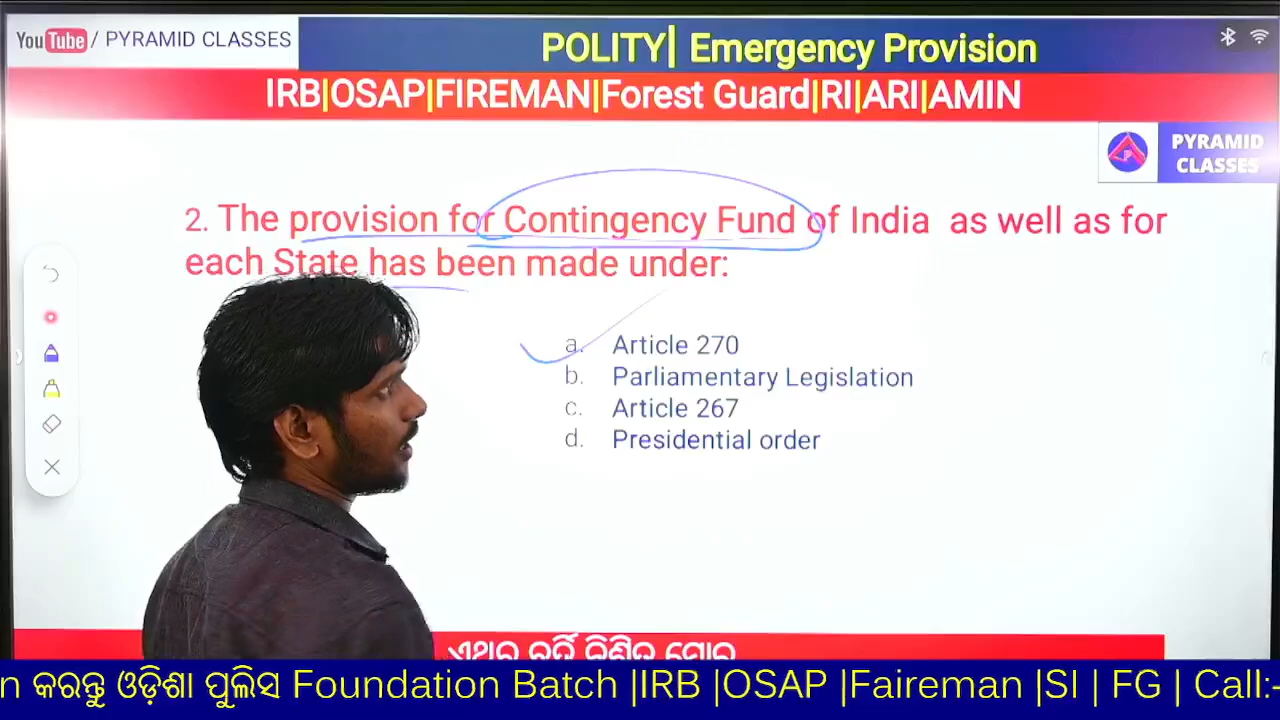 YouTube / PYRAMID CLASSES
POLITY| Emergency Provision
IRB|OSAP|FIREMAN|Forest Guard|RI|ARI|AMIN
PYRAMID
CLASSES
2. The provision for Contingency Fund of India as well as for
each State has been made under:
a. Article 270
b. Parliamentary Legislation
c. Article 267
d. Presidential order
n କରନ୍ତୁ ଓଡ଼ିଶା ପୁଲିସ Foundation Batch |IRB |OSAP |Faireman |SI | FG | Call:-